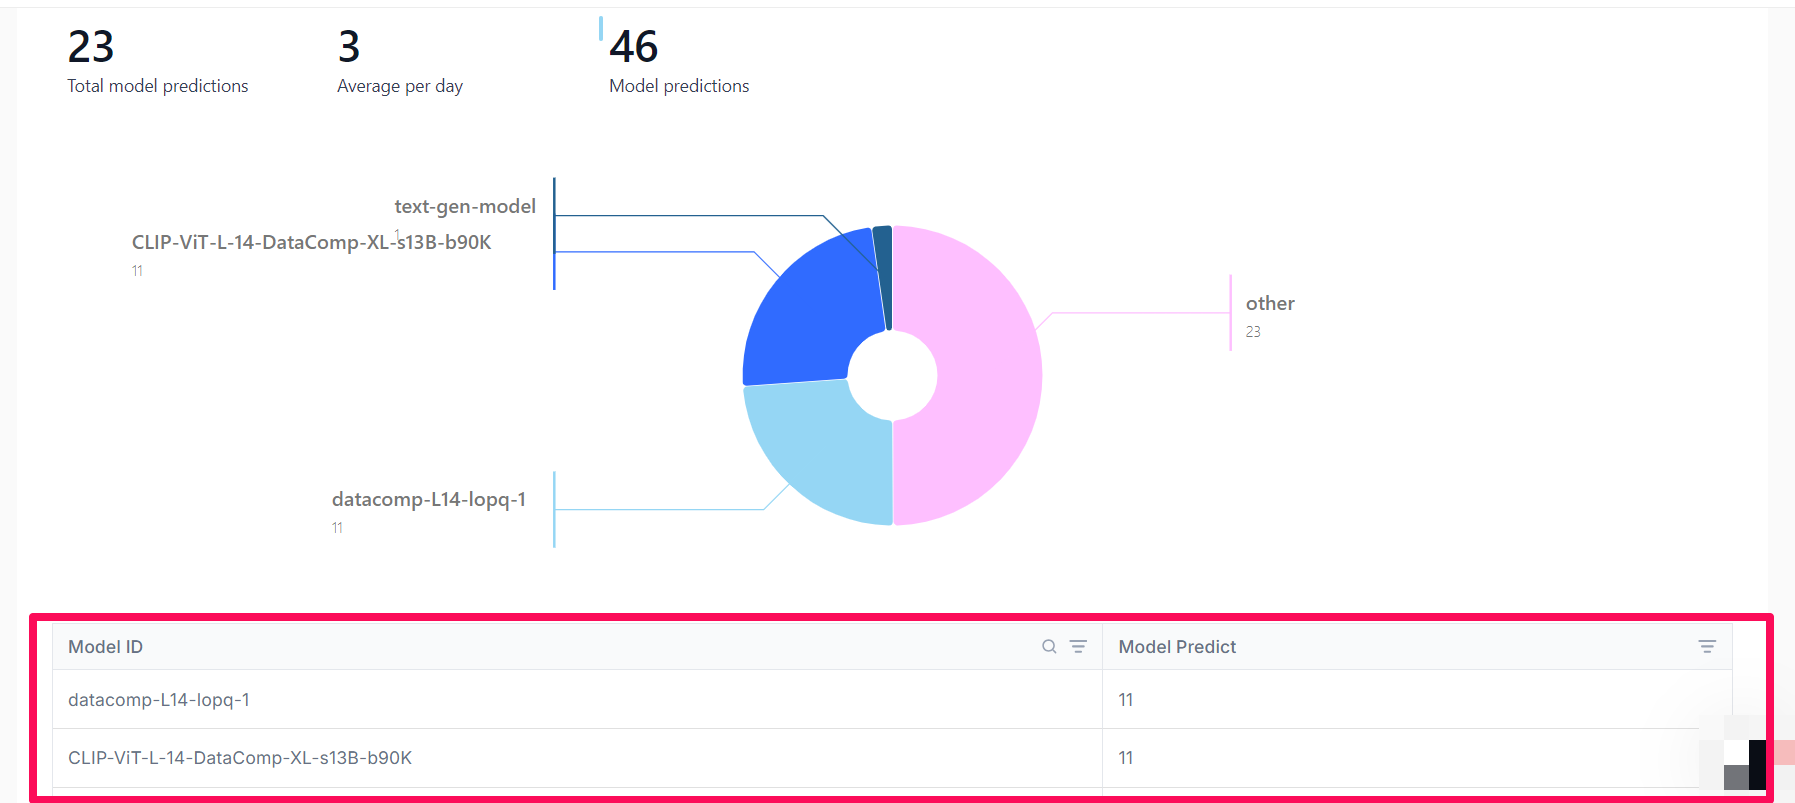 23
Total model predictions
3
Average per day
46
Model predictions
text-gen-model
1
CLIP-ViT-L-14-DataComp-XL-s13B-b90K
11
other
23
datacomp-L14-lopq-1
11
Model ID
Model Predict
datacomp-L14-lopq-1
11
CLIP-ViT-L-14-DataComp-XL-s13B-b90K
11